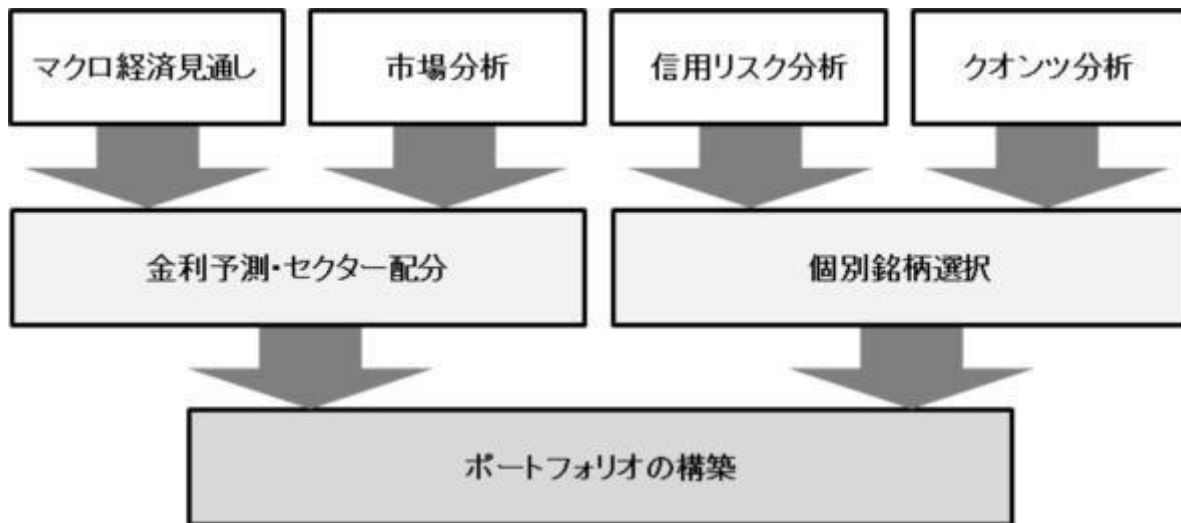 マクロ経済見通し
市場分析
信用リスク分析
クオンツ分析
金利予測・セクター配分
個別銘柄選択
ポートフォリオの構築